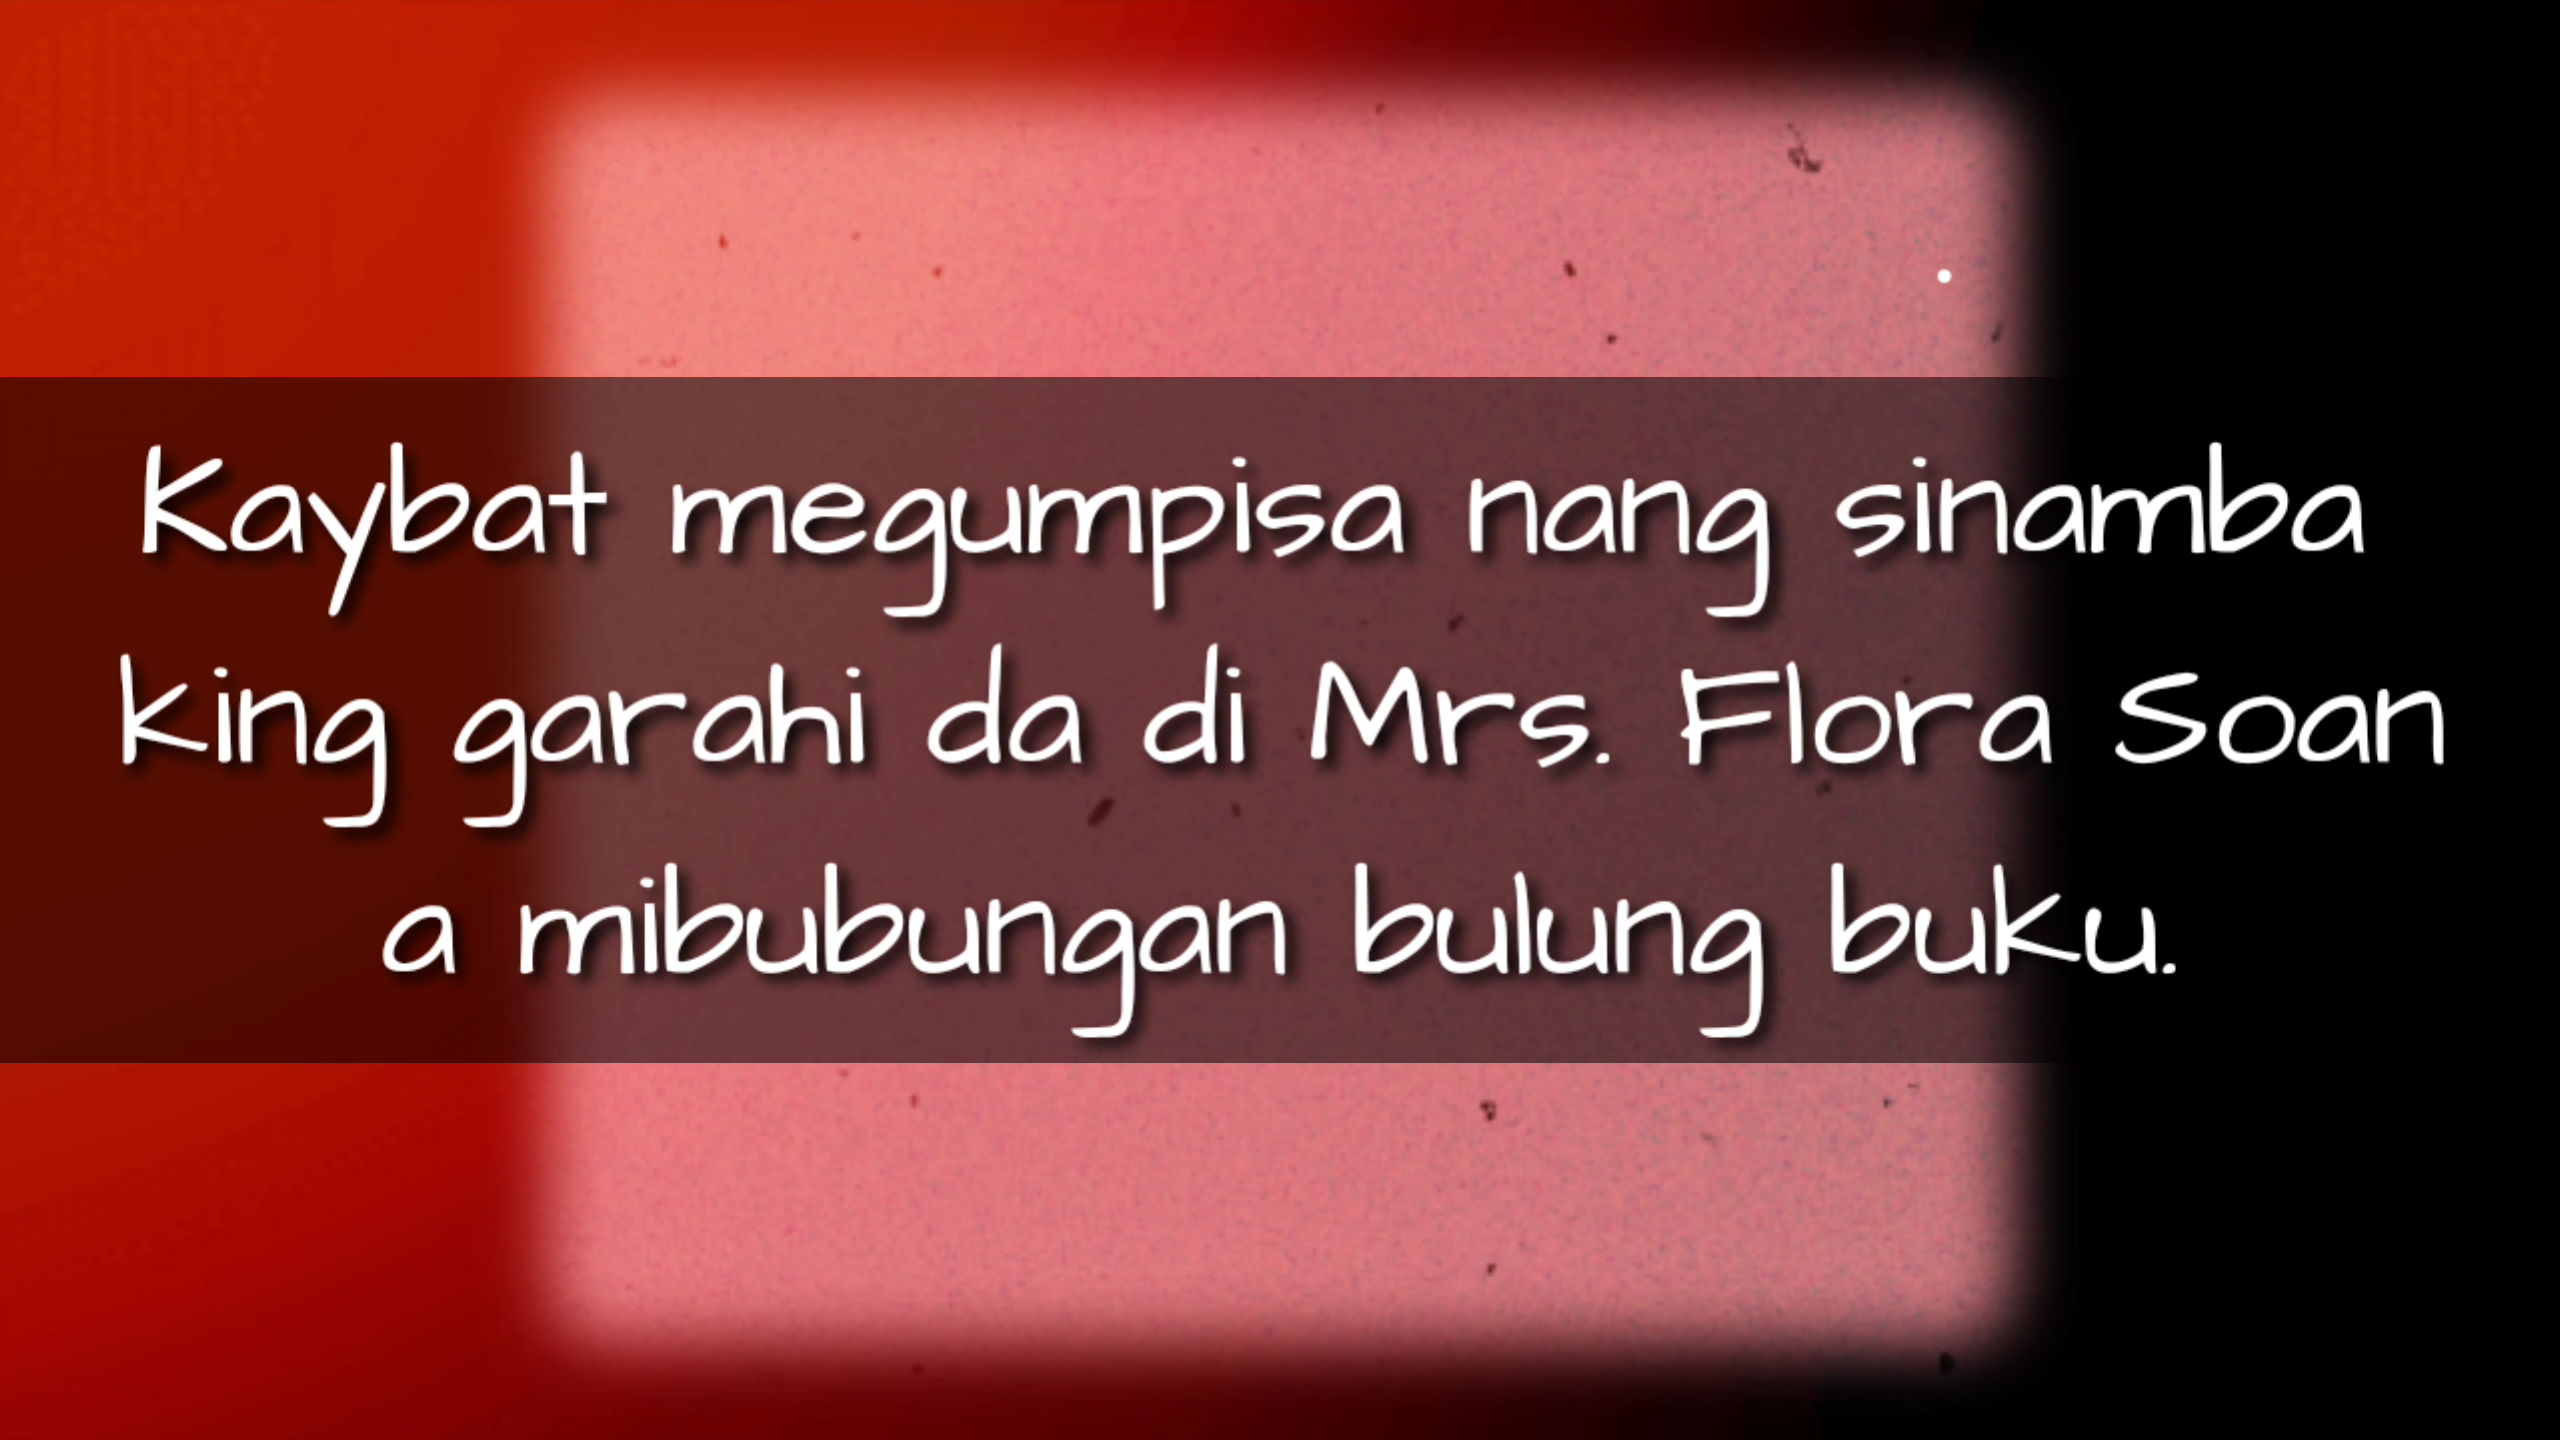 Kaybat megumpisa nang sinamba
king garahi da di Mrs. Flora Soan
a mibubungan bulung buku.